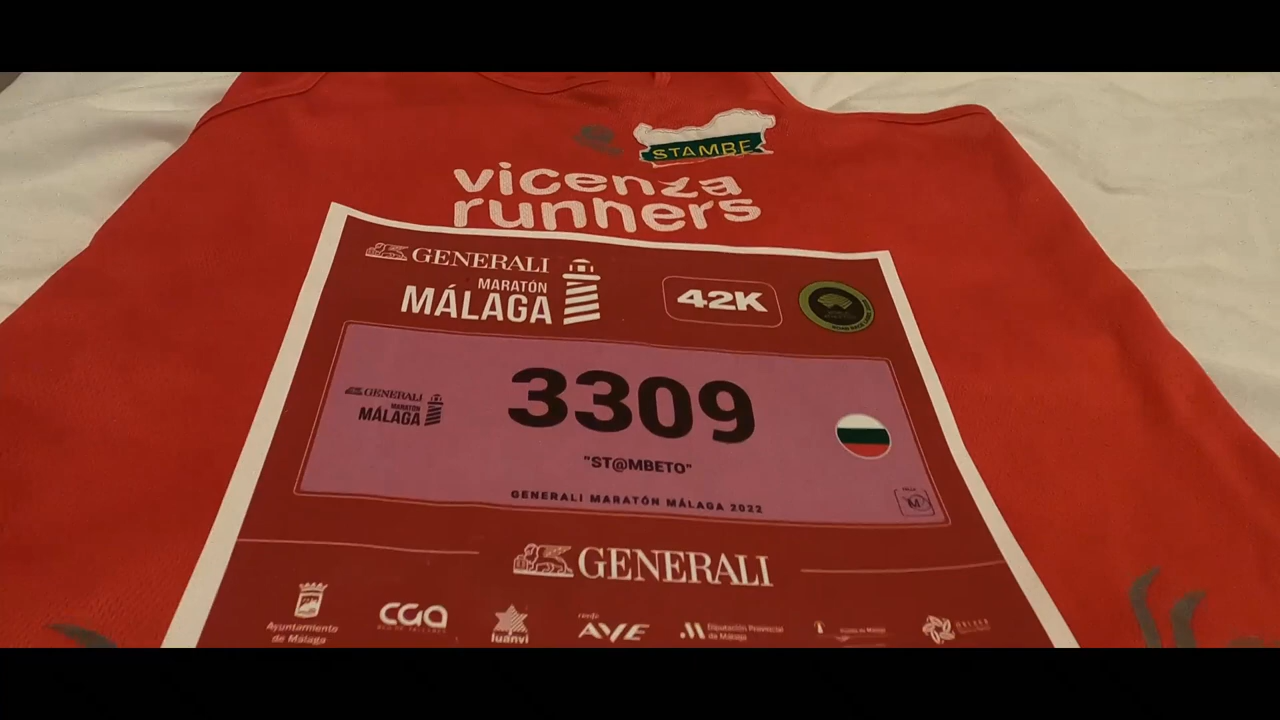 STAMBE
vicenza
runners
GENERALI
MARATÓN
MÁLAGA
42K
GENERALI
MARATÓN
MÁLAGA
3309
"ST@MBETO"
GENERALI MARATÓN MÁLAGA 2022
M
GENERALI
Ayuntamiento
de Málaga
CGA
luanvi
renfe
AVE
Diputación Provincial
de Málaga